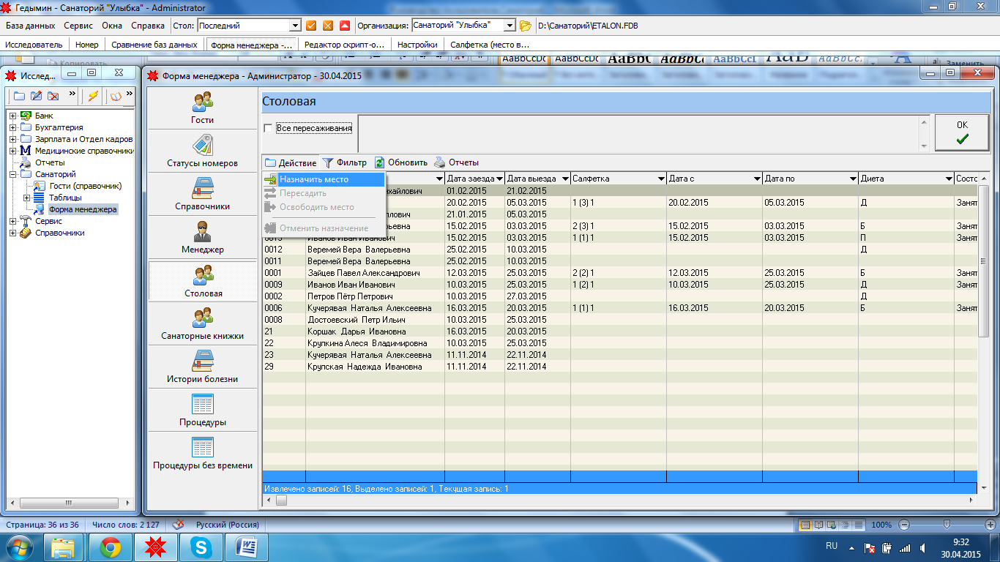 Гедымин - Санаторий "Улыбка" - Administrator
База данных Сервис Окна Справка Стол: Последний Организация: Санаторий "Улыбка" D:\Санаторий\ETALON.FDB
Исследователь Номер Сравнение баз данных Форма менеджера -... Редактор скрипт-о... Настройки Салфетка (место в...
Копировать АаВbСсDс АаВbСсDс АаВbС АаВbСс АаВbСсІ АаВ АаВbСс. Заменить
Исслед...
Банк
Бухгалтерия
Зарплата и Отдел кадров
Медицинские справочники
Отчеты
Санаторий
Гости (справочник)
Таблицы
Форма менеджера
Сервис
Справочники
Форма менеджера - Администратор - 30.04.2015
Гости
Статусы номеров
Справочники
Менеджер
Столовая
Санаторные книжки
Истории болезни
Процедуры
Процедуры без времени
Столовая
Все пересаживания
OK
Действие Фильтр Обновить Отчеты
Назначить место
Пересадить
Освободить место
Отменить назначение
Дата заезда Дата выезда Салфетка Дата с Дата по Диета Состо
ихайлович 01.02.2015 21.02.2015
20.02.2015 05.03.2015 1 (3) 1 20.02.2015 05.03.2015 Д Занят
ллович 21.01.2015 05.03.2015
рьевна 15.02.2015 03.03.2015 2 (3) 1 15.02.2015 03.03.2015 Б Занят
0013 Иванов Иван Иванович 15.02.2015 03.03.2015 1 (1) 1 15.02.2015 03.03.2015 П Занят
0012 Веремей Вера Валерьевна 25.02.2015 10.03.2015 Д
0011 Веремей Вера Валерьевна 25.02.2015 10.03.2015
0001 Зайцев Павел Александрович 12.03.2015 25.03.2015 2 (2) 1 12.03.2015 25.03.2015 Б Занят
0009 Иванов Иван Иванович 10.03.2015 25.03.2015 1 (2) 1 10.03.2015 25.03.2015 Д Занят
0002 Петров Пётр Петрович 10.03.2015 27.03.2015 Д
0006 Кучерявая Наталья Алексеевна 16.03.2015 20.03.2015 1 (1) 1 16.03.2015 20.03.2015 Б Занят
0008 Достоевский Петр Ильич 10.03.2015 25.03.2015
21 Коршак Дарья Ивановна 16.03.2015 20.03.2015
22 Крупкина Алеся Владимировна 10.03.2015 25.03.2015
23 Кучерявая Наталья Алексеевна 11.11.2014 22.11.2014
29 Крупская Надежда Ивановна 11.11.2014 22.11.2014
Извлечено записей: 16, Выделено записей: 1, Текущая запись: 1
Страница: 36 из 36 Число слов: 2 127 Русский (Россия) 100%
RU 9:32
30.04.2015